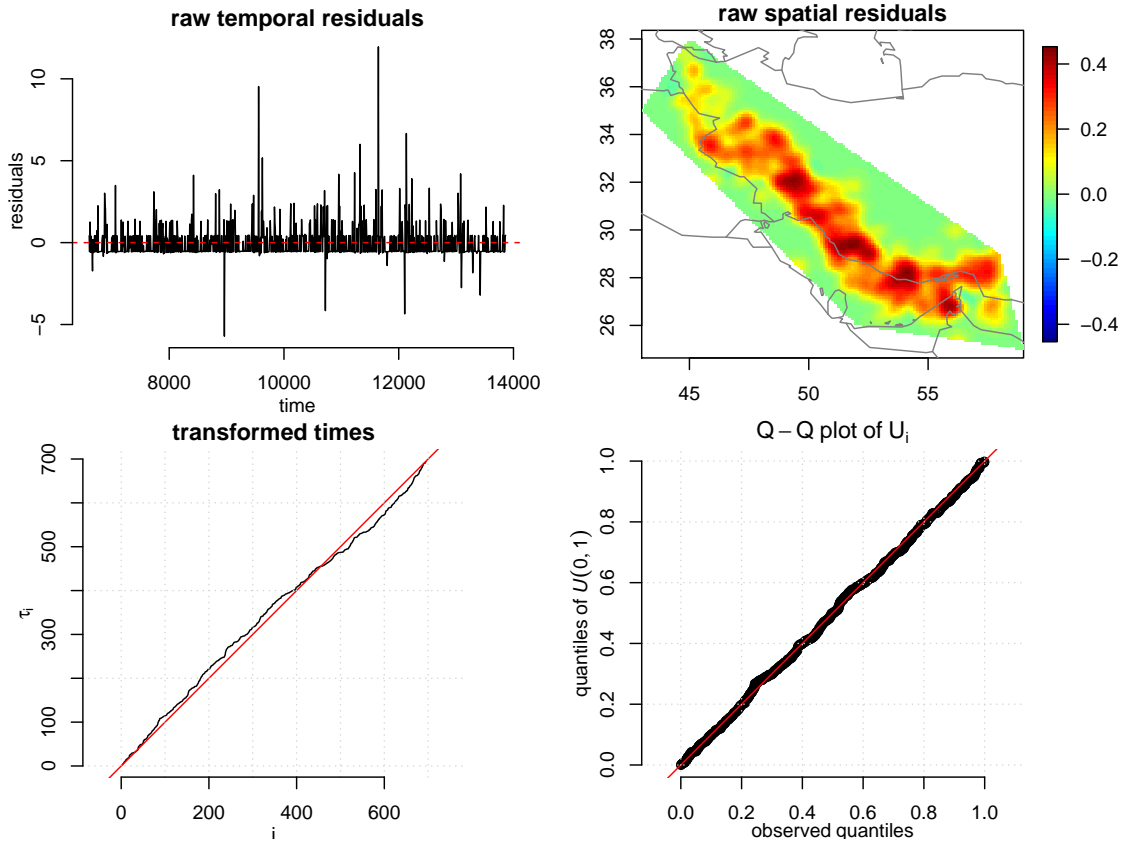 raw temporal residuals
residuals
10
5
0
−5
8000 10000 12000 14000
time
raw spatial residuals
38
36
34
32
30
28
26
45 50 55
0.4
0.2
0.0
−0.2
−0.4
transformed times
τi
700
500
300
100
0
0 200 400 600
i
Q − Q plot of Ui
quantiles of U(0, 1)
1.0
0.8
0.6
0.4
0.2
0.0
0.0 0.2 0.4 0.6 0.8 1.0
observed quantiles